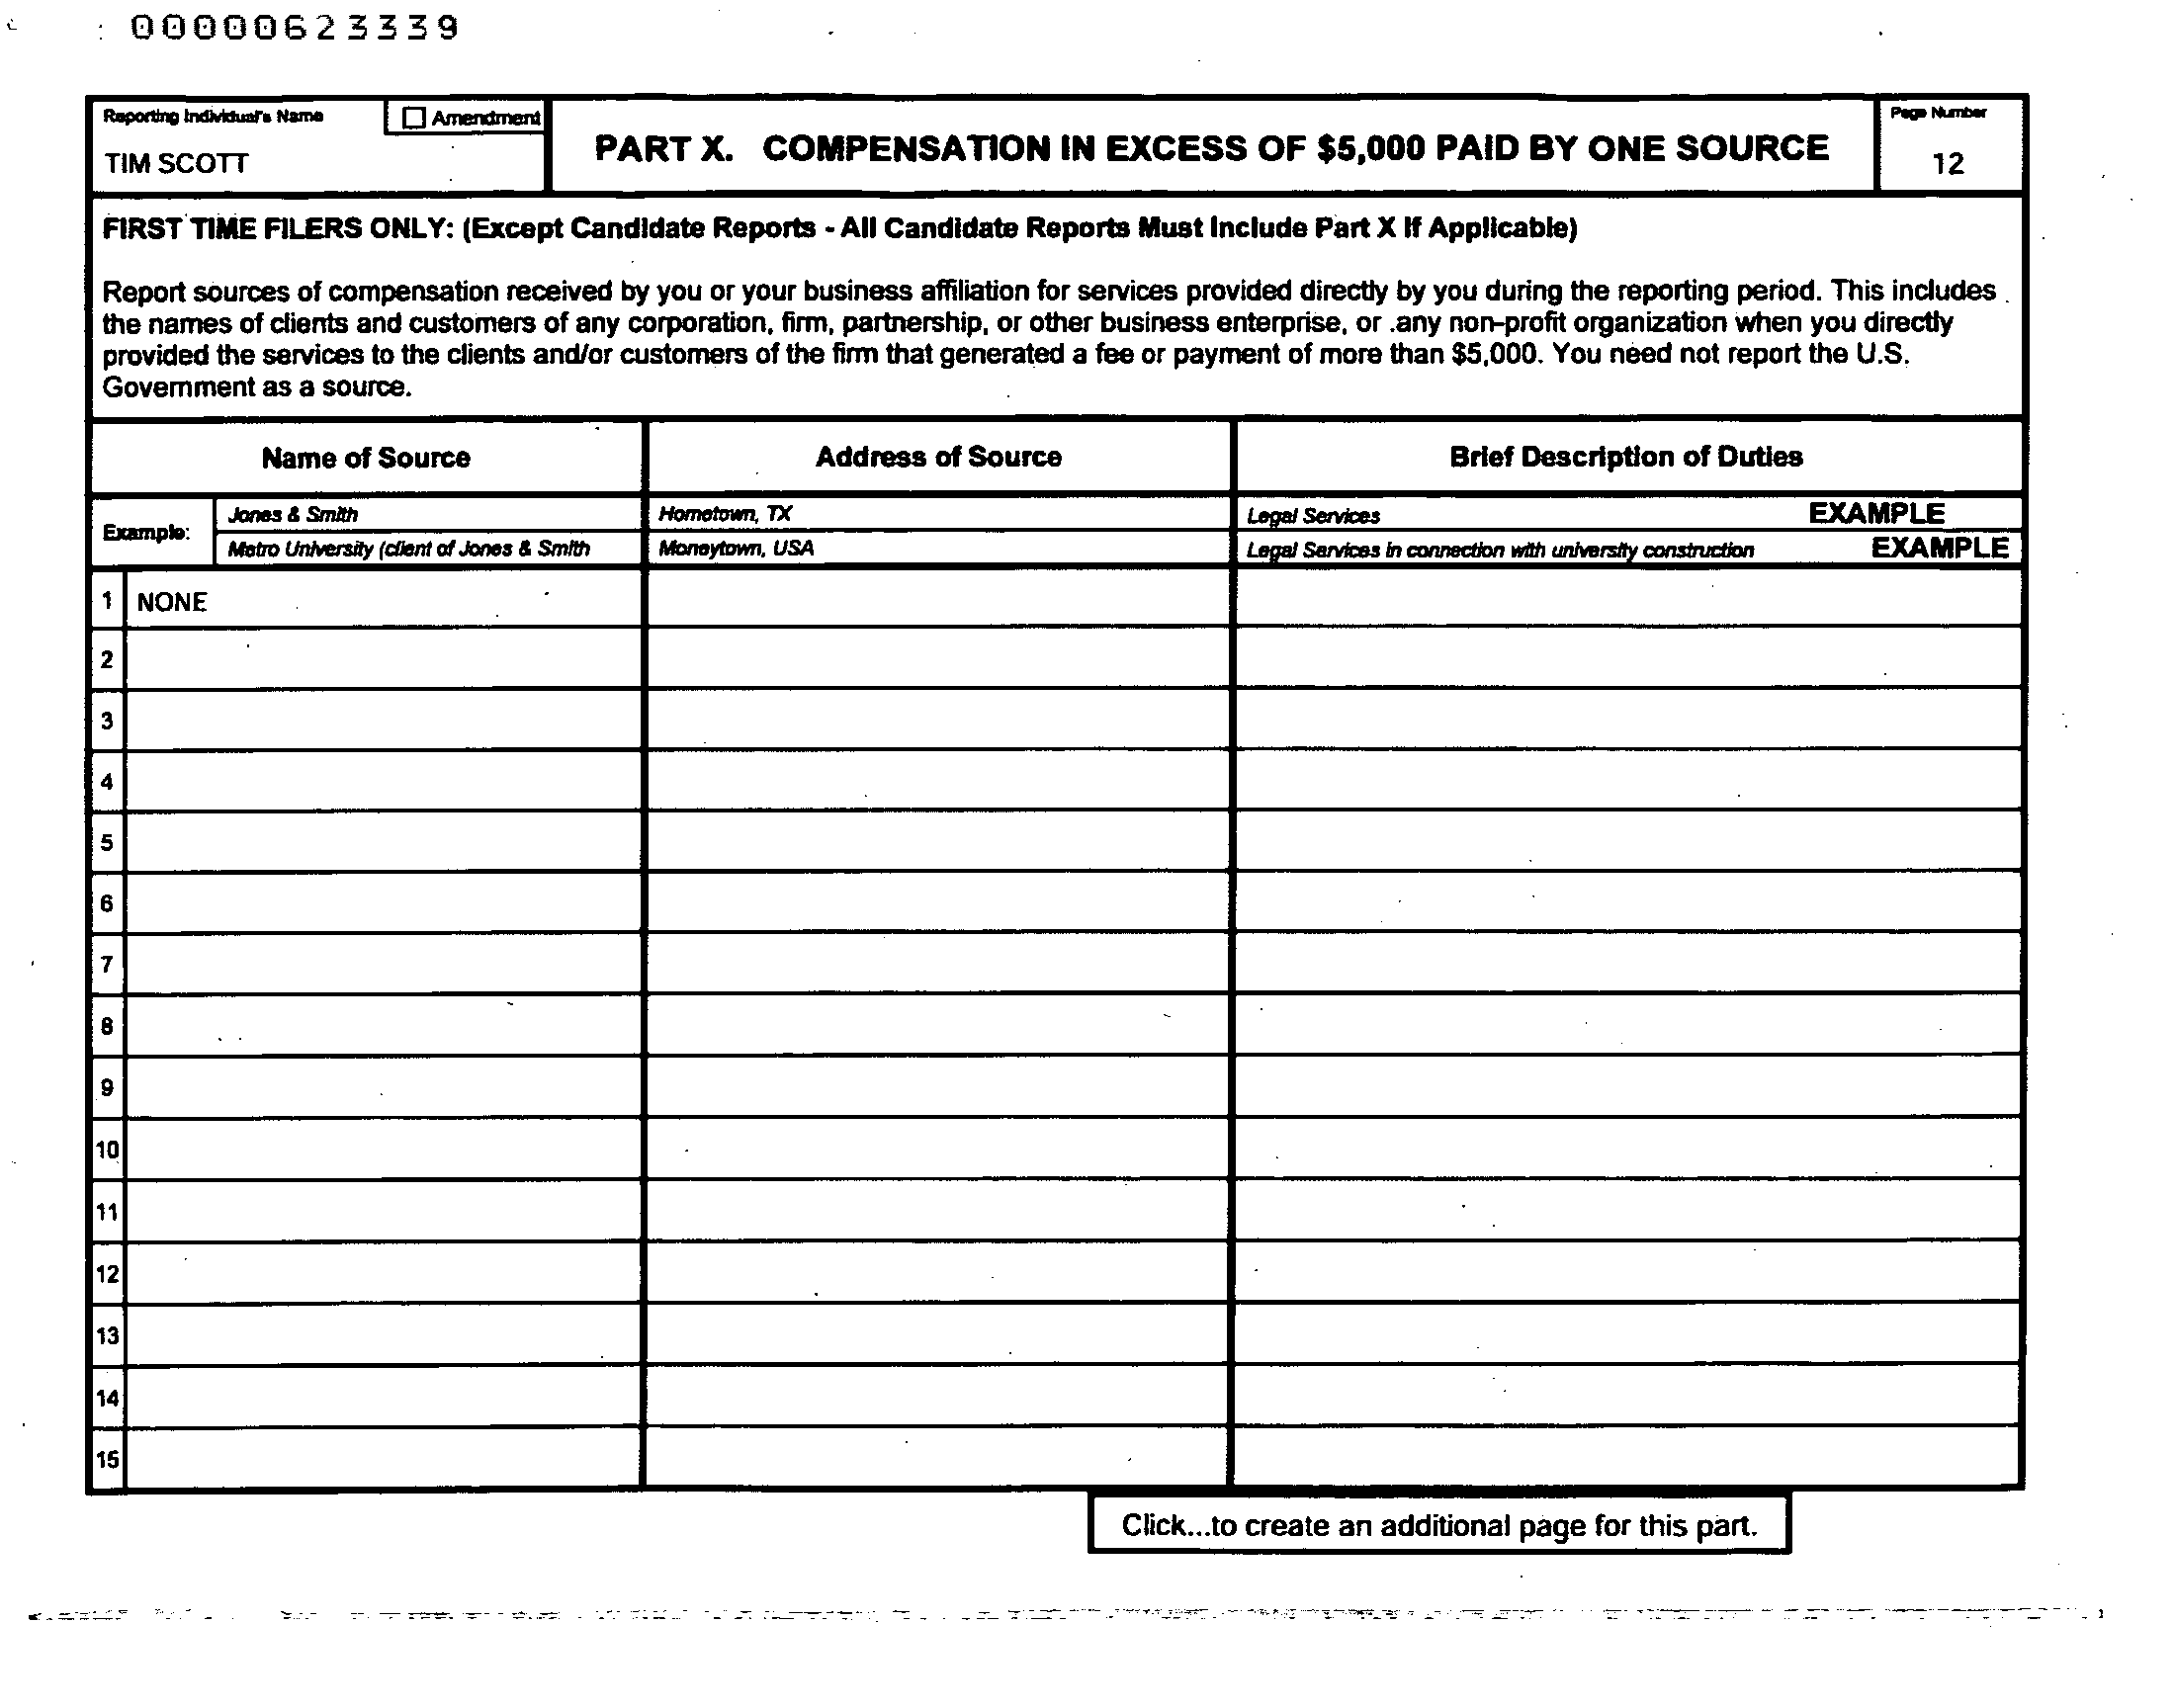 00000623339
Reporting Individual's Name
Amendment
TIM SCOTT
PART X. COMPENSATION IN EXCESS OF $5,000 PAID BY ONE SOURCE
Page Number
12
FIRST TIME FILERS ONLY: (Except Candidate Reports - All Candidate Reports Must Include Part X If Applicable)
Report sources of compensation received by you or your business affiliation for services provided directly by you during the reporting period. This includes
the names of clients and customers of any corporation, firm, partnership, or other business enterprise, or .any non-profit organization when you directly
provided the services to the clients and/or customers of the firm that generated a fee or payment of more than $5,000. You need not report the U.S.
Government as a source.
Name of Source
Address of Source
Brief Description of Duties
Example:
Jones & Smith
Hometown, TX
Legal Services
EXAMPLE
Metro University (client of Jones & Smith
Moneytown, USA
Legal Services in connection with university construction
EXAMPLE
1 NONE
2
3
4
5
6
7
8
9
10
11
12
13
14
15
Click...to create an additional page for this part.